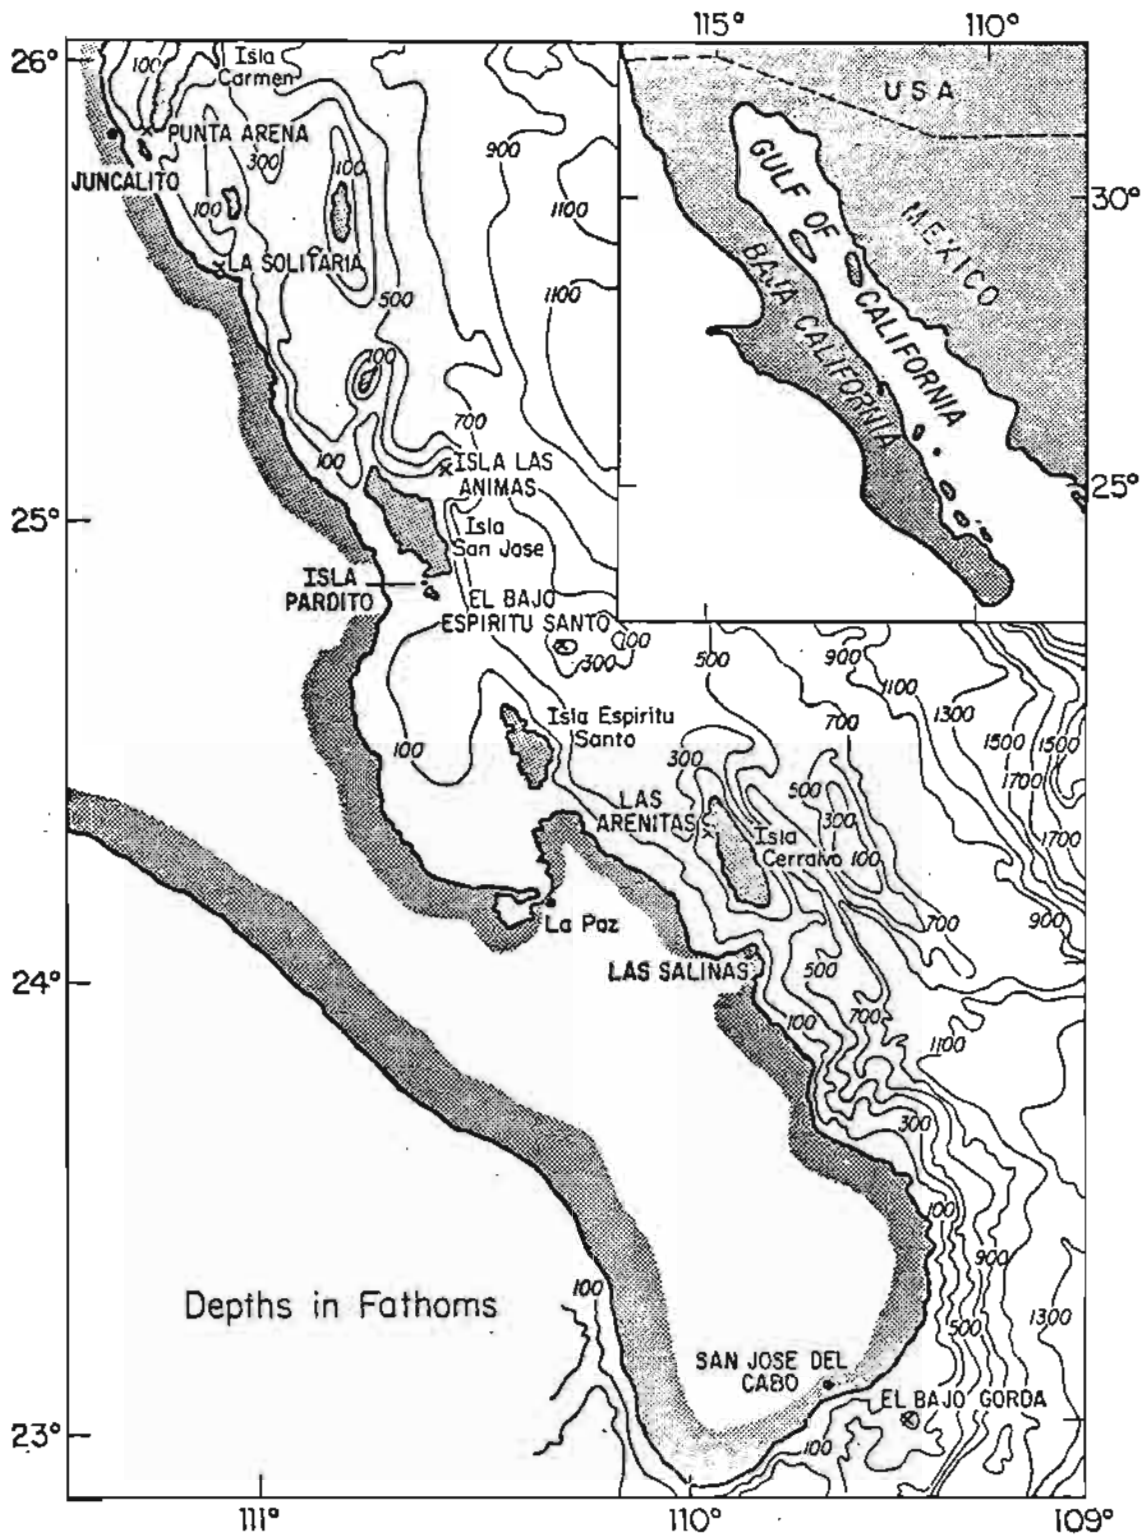 115°
110°
26°
100
Isla
Carmen
USA
900
PUNTA ARENA
300
100
JUNCALITO
GULF OF
CALIFORNIA
MEXICO
30°
100
1100
LA SOLITARIA
BAJA CALIFORNIA
500
1100
100
700
100
ISLA LAS
ANIMAS
25°
25°
Isla
San Jose
ISLA
PARDITO
EL BAJO
ESPIRITU SANTO
100
300
500
900
1100
1300
Isla Espiritu
Santo
700
1500
1500
100
300
1700
500
LAS
ARENITAS
300
Isla
Cerralvo
100
1700
La Paz
700
900
LAS SALINAS
500
24°
100
700
1100
300
100
900
Depths in Fathoms
100
1300
500
SAN JOSE DEL
CABO
EL BAJO GORDA
23°
100
111°
110°
109°